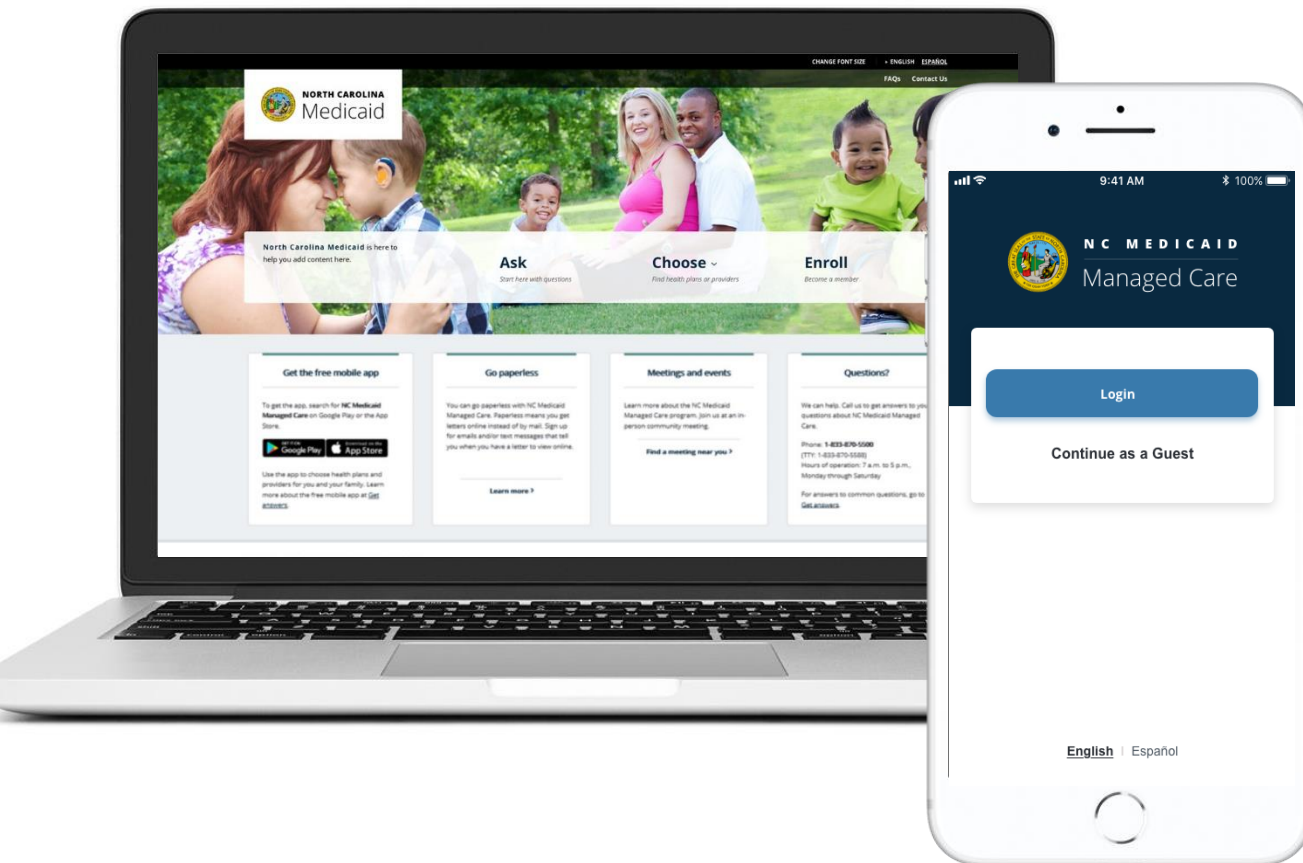 CHANGE FONT SIZE
• ENGLISH ESPAÑOL
FAQs Contact Us
NORTH CAROLINA
Medicaid
North Carolina Medicaid is here to
help you add content here.
Ask
Start here with questions
Choose
Find health plans or providers
Enroll
Become a member
Get the free mobile app
To get the app, search for NC Medicaid
Managed Care on Google Play or the App
Store.
GET IT ON
Google Play
Download on the
App Store
Use the app to choose health plans and
providers for you and your family. Learn
more about the free mobile app at Get
answers.
Go paperless
You can go paperless with NC Medicaid
Managed Care. Paperless means you get
letters online instead of by mail. Sign up
for emails and/or text messages that tell
you when you have a letter to view online.
Learn more >
Meetings and events
Learn more about the NC Medicaid
Managed Care program. Join us at an in-
person community meeting.
Find a meeting near you >
Questions?
We can help. Call us to get answers to you
questions about NC Medicaid Managed
Care.
Phone: 1-833-870-5500
(TTY: 1-833-870-5588)
Hours of operation: 7 a.m. to 5 p.m.,
Monday through Saturday
For answers to common questions, go to
Get answers.
9:41 AM
100%
NC MEDICAID
Managed Care
Login
Continue as a Guest
English | Español
control
option